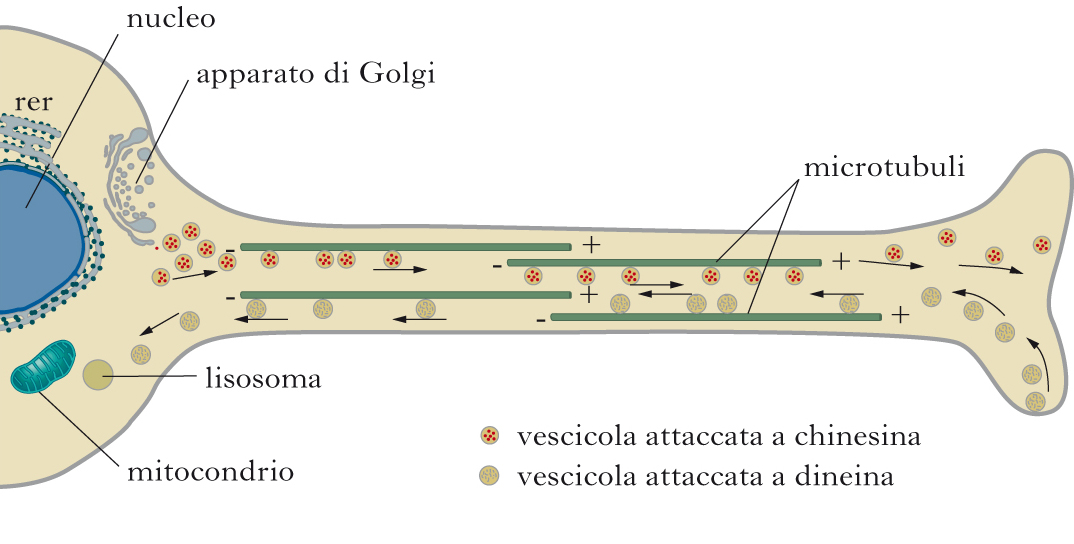 nucleo
apparato di Golgi
rer
microtubuli
- +
- +
- +
- +
lisosoma
vescicola attaccata a chinesina
mitocondrio
vescicola attaccata a dineina